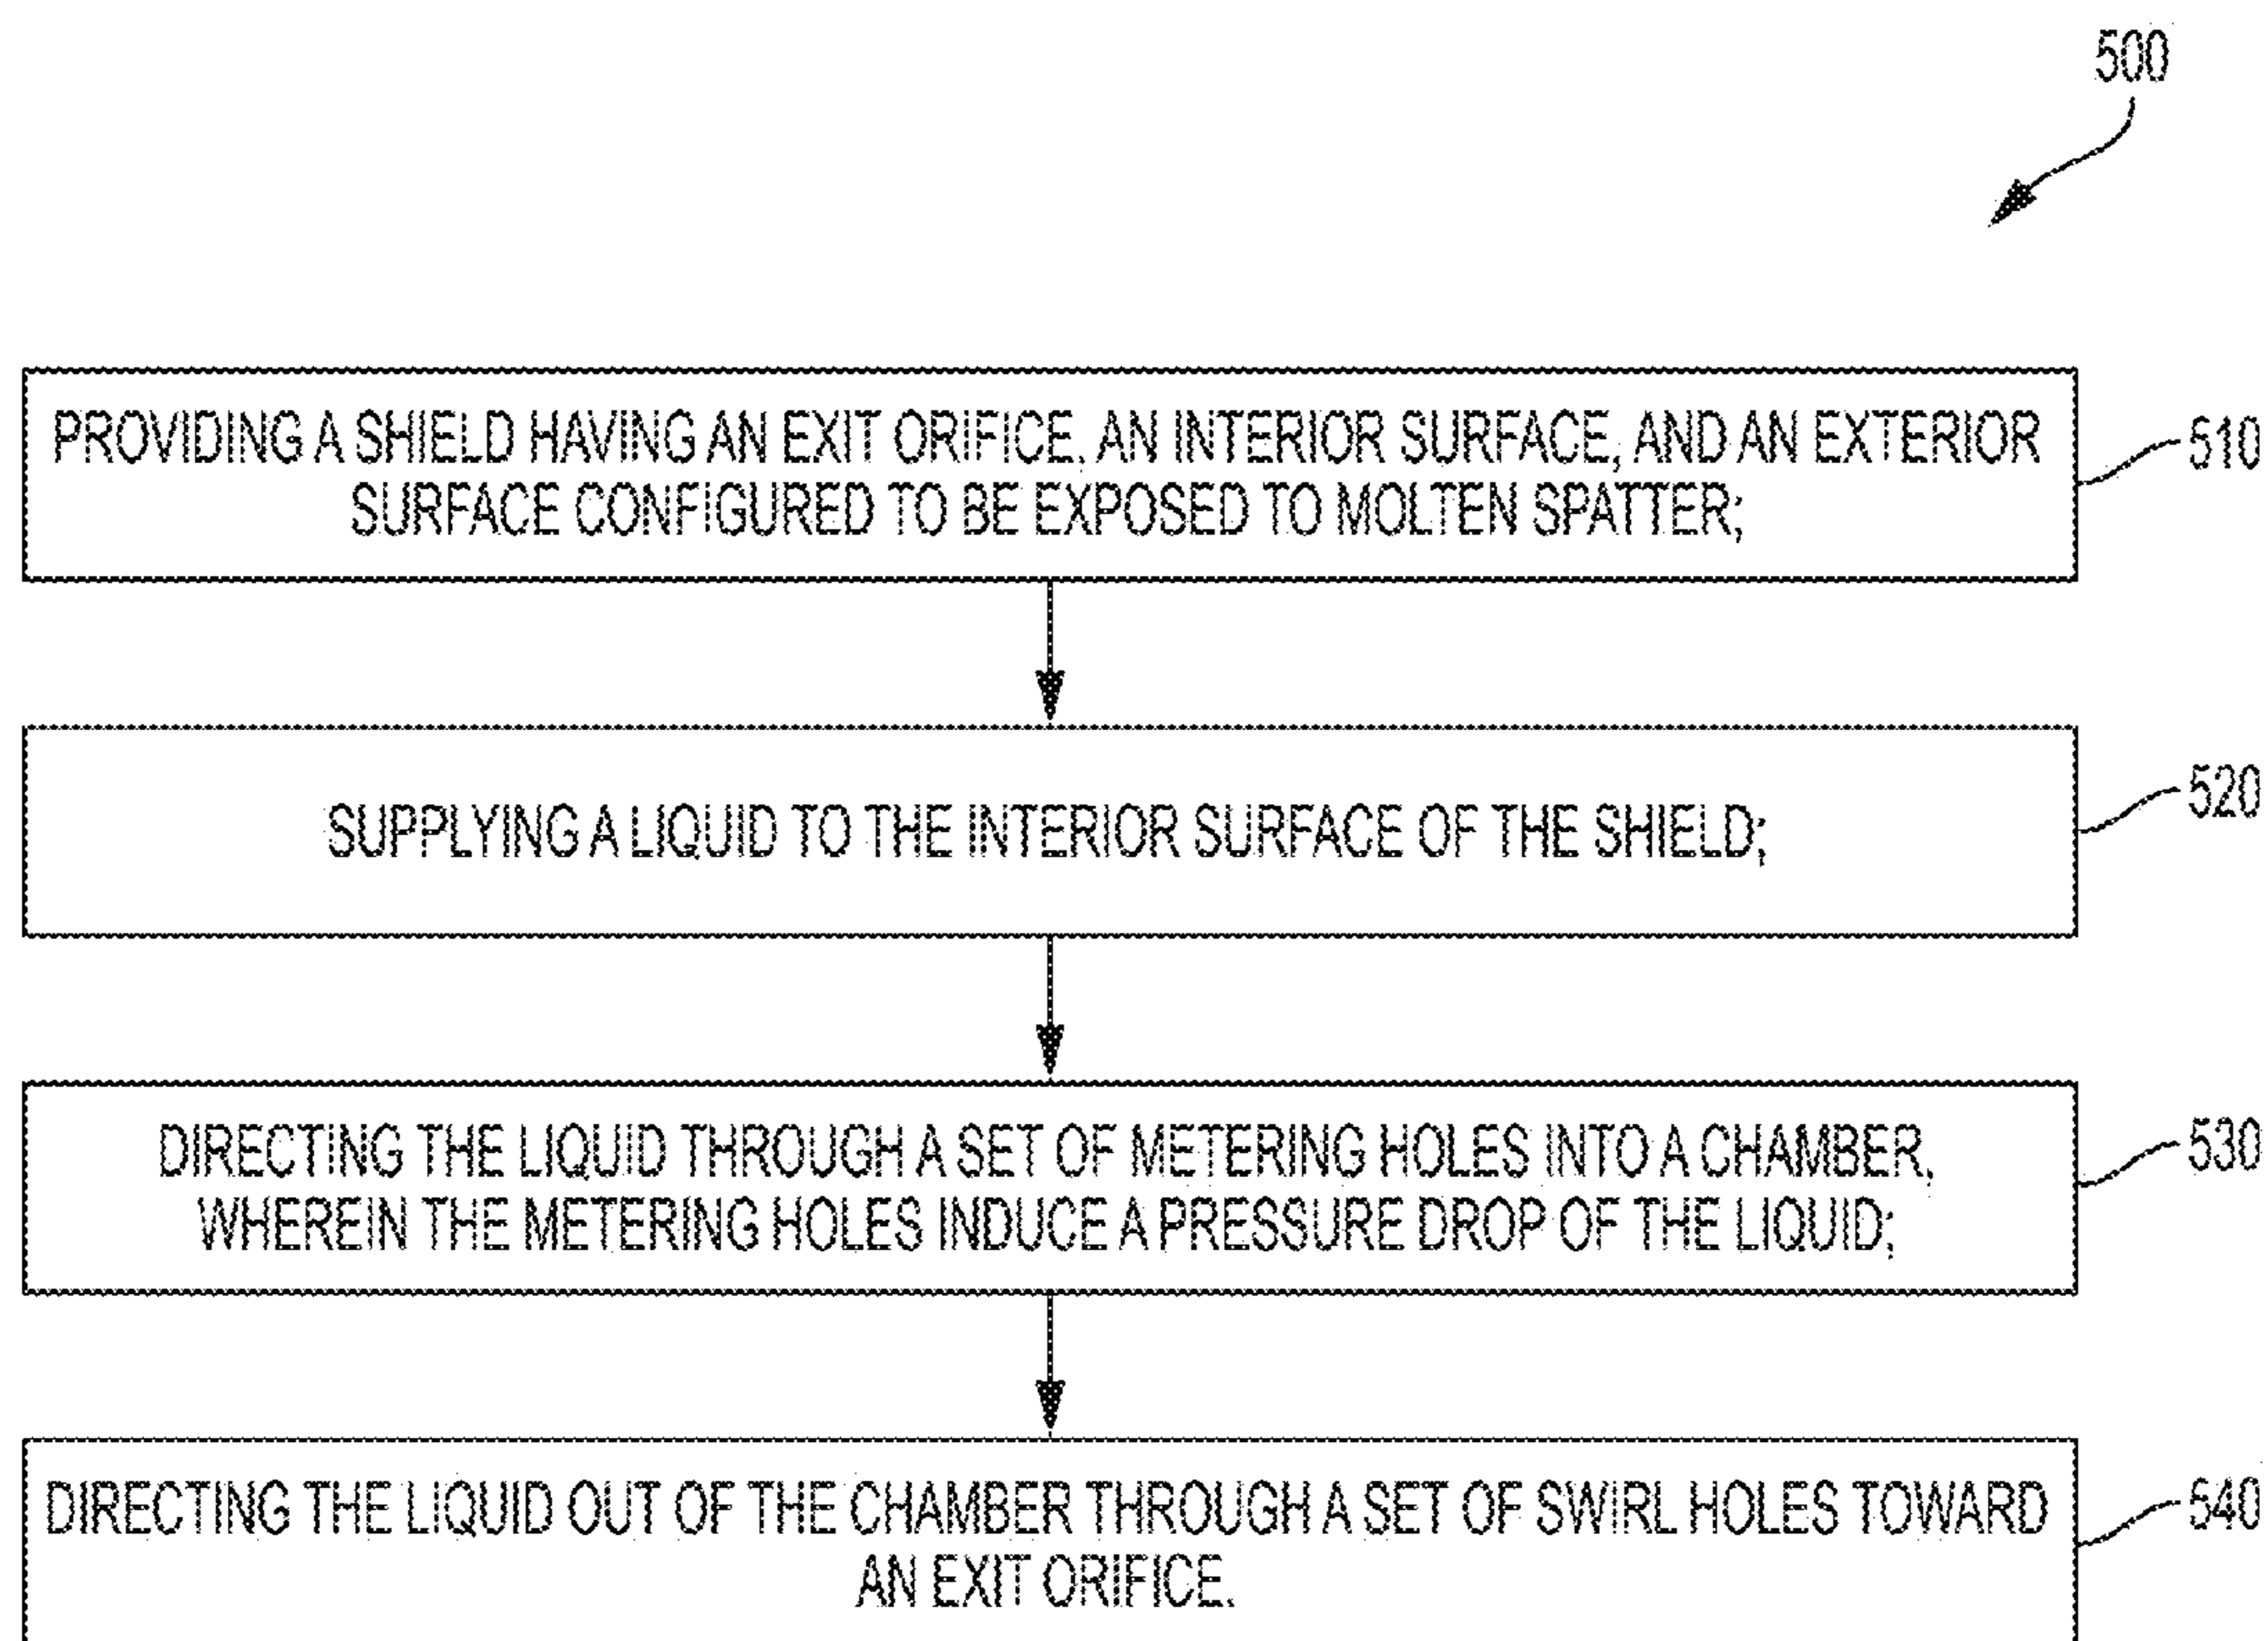 500
PROVIDING A SHIELD HAVING AN EXIT ORIFICE, AN INTERIOR SURFACE, AND AN EXTERIOR
SURFACE CONFIGURED TO BE EXPOSED TO MOLTEN SPATTER;
510
SUPPLYING A LIQUID TO THE INTERIOR SURFACE OF THE SHIELD;
520
DIRECTING THE LIQUID THROUGH A SET OF METERING HOLES INTO A CHAMBER,
WHEREIN THE METERING HOLES INDUCE A PRESSURE DROP OF THE LIQUID;
530
DIRECTING THE LIQUID OUT OF THE CHAMBER THROUGH A SET OF SWIRL HOLES TOWARD
AN EXIT ORIFICE.
540